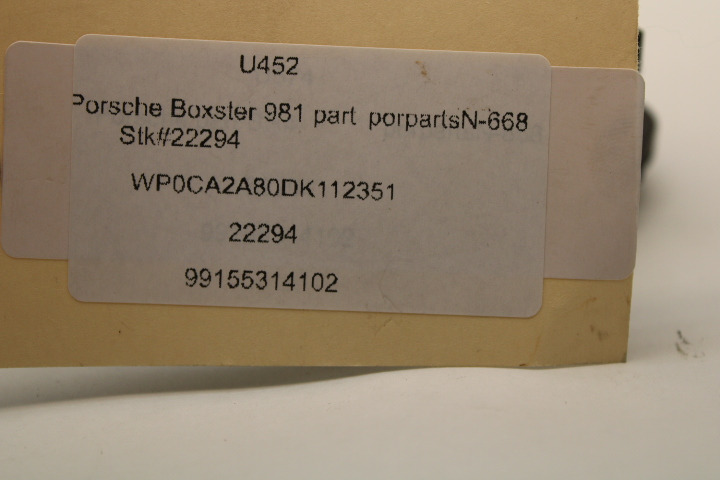 U452
Porsche Boxster 981 part porpartsN-668
Stk#22294
WP0CA2A80DK112351
22294
99155314102